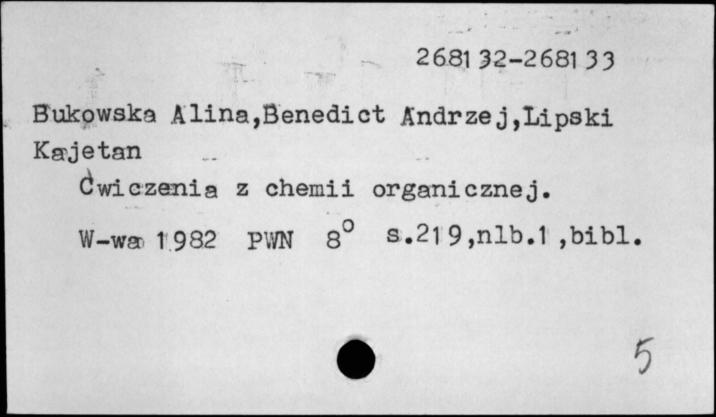 268132-268133
Bukowska Alina,Benedict Andrzej,Lipski
Kajetan
Ćwiczenia z chemii organicznej.
W-wa 1982 PWN 8° s.219,nlb.1,bibl.
5